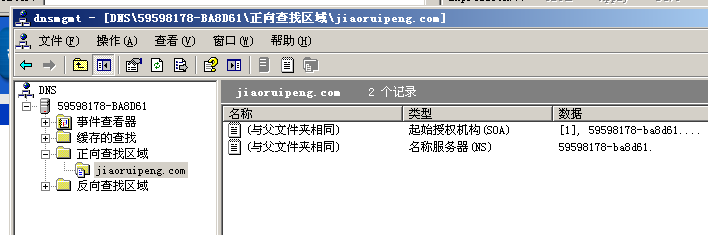 dnsmgmt - [DNS\59598178-BA8D61\正向查找区域\jiaoruipeng.com]
文件(F) 操作(A) 查看(V) 窗口(W) 帮助(H)
DNS
59598178-BA8D61
事件查看器
缓存的查找
正向查找区域
jiaoruipeng.com
反向查找区域
jiaoruipeng.com 2 个记录
名称 类型 数据
(与父文件夹相同) 起始授权机构(SOA) [1], 59598178-ba8d61....
(与父文件夹相同) 名称服务器(NS) 59598178-ba8d61.